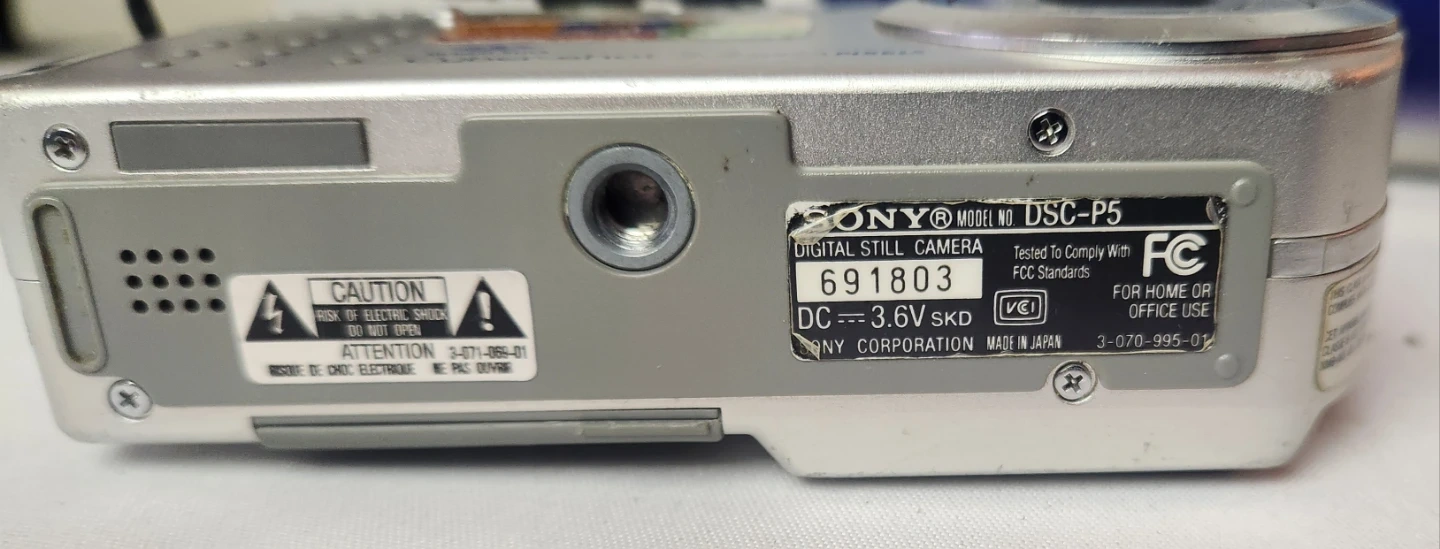 CAUTION
RISK OF ELECTRIC SHOCK
DO NOT OPEN
ATTENTION 3-071-069-01
RISQUE DE CHOC ELECTRIQUE NE PAS OUVRIR
SONY® MODEL NO. DSC-P5
DIGITAL STILL CAMERA
691803
DC 3.6V SKD
SONY CORPORATION MADE IN JAPAN 3-070-995-01
Tested To Comply With
FCC Standards
FC
FOR HOME OR
OFFICE USE
VCI